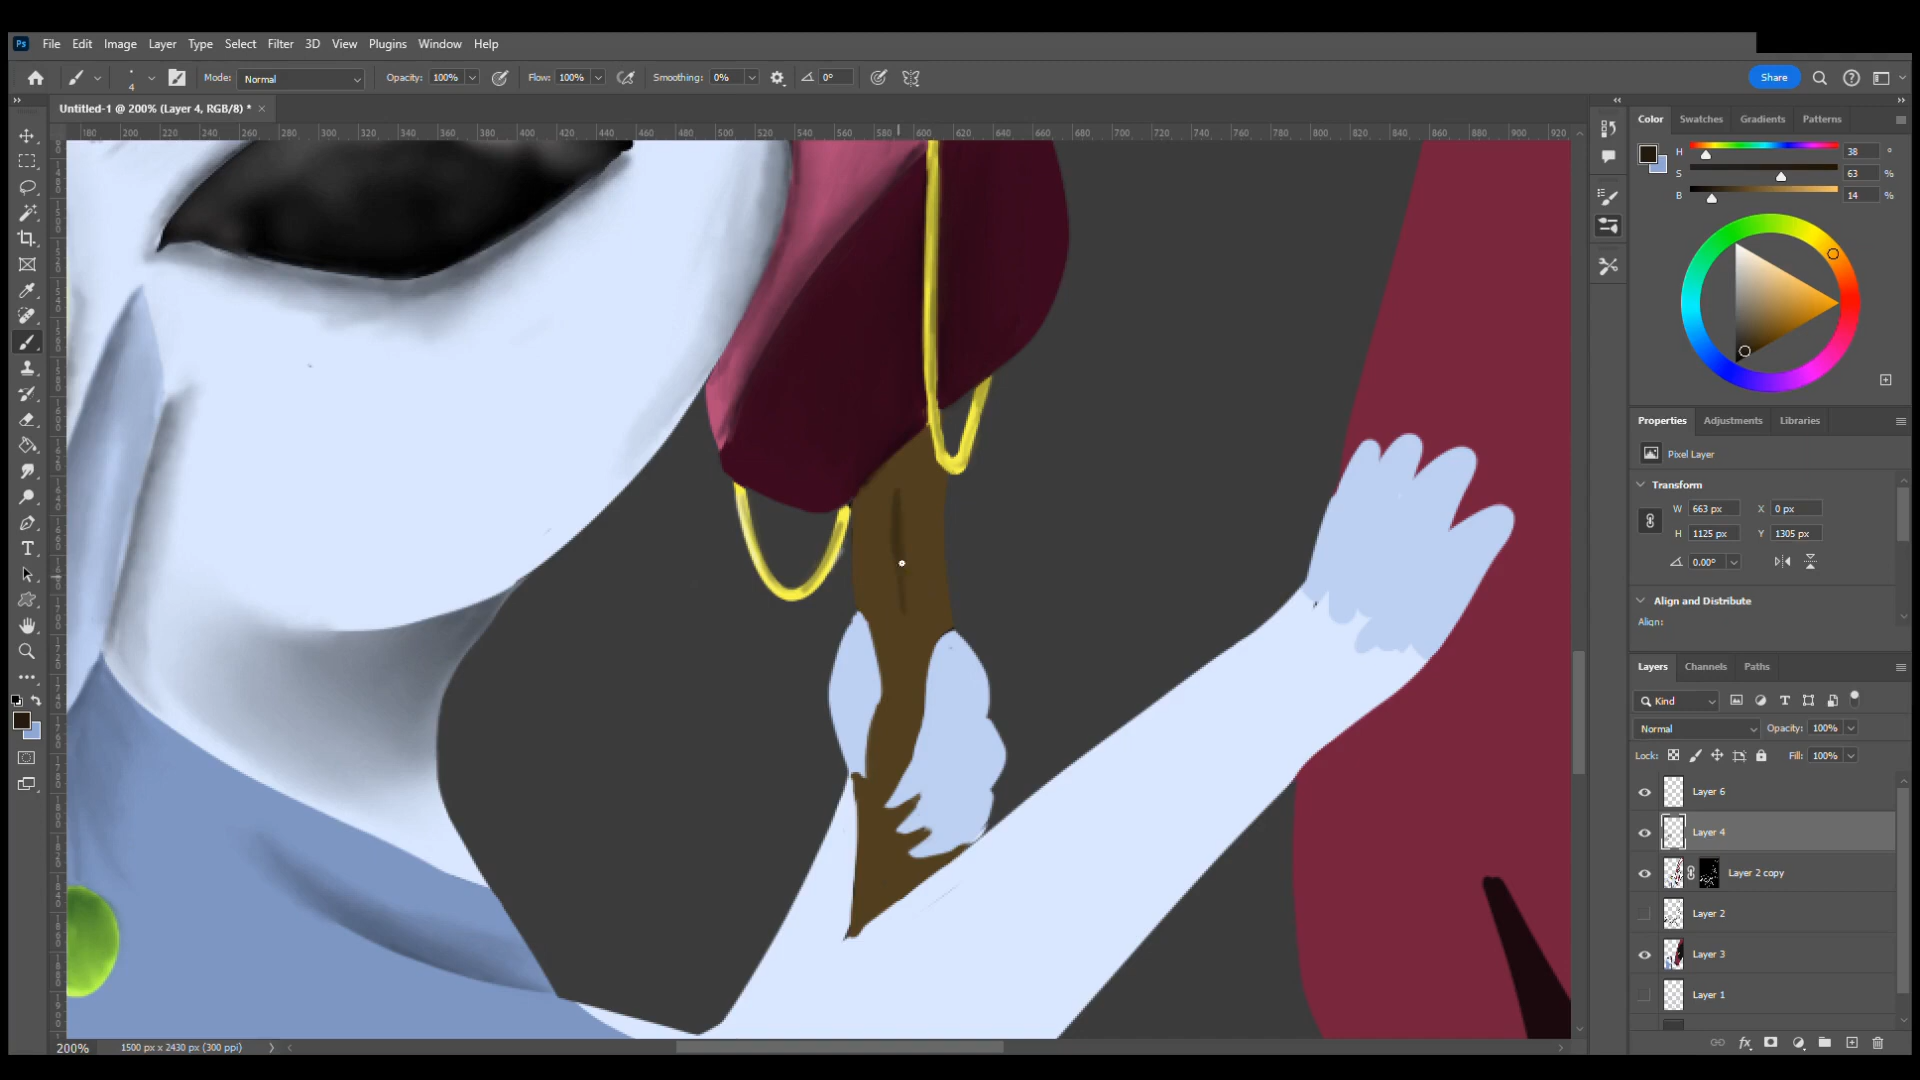 Ps File Edit Image Layer Select Filter 3D View Plugins Window Help
4 Mode: Normal Opacity: 100% Flow: 100% Smoothing: 0% 0° Share
Untitled-1 @ 200% (Layer 4, RGB/8) * ×
180 200 220 240 260 280 300 320 340 360 380 400 420 440 460 480 500 520 540 560 580 600 620 640 660 680 700 720 740 760 780 800 820 840 860 880 900 920
Color Swatches Gradients Patterns
H 38 °
S 63 %
B 14 %
Properties Adjustments Libraries
Pixel Layer
Transform
W 663 px X 0 px
H 1125 px Y 1305 px
0.00°
Align and Distribute
Align:
Layers Channels Paths
Kind
Normal Opacity: 100%
Lock: Fill: 100%
Layer 6
Layer 4
Layer 2 copy
Layer 2
Layer 3
Layer 1
fx
200% 1500 px x 2430 px (300 ppi)